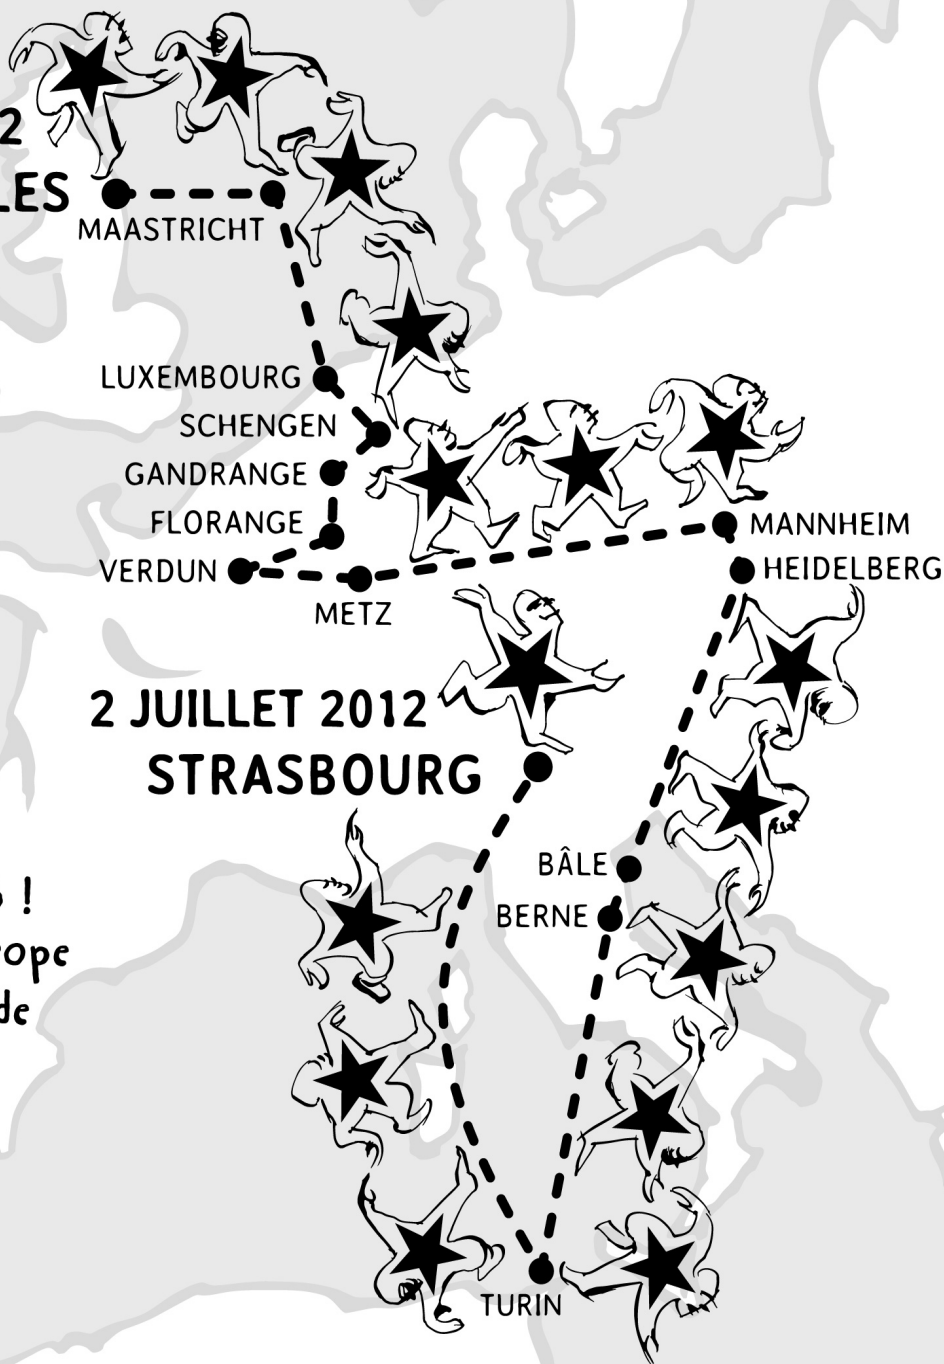 2
LES
MAASTRICHT
LUXEMBOURG
SCHENGEN
GANDRANGE
FLORANGE
VERDUN
METZ
MANNHEIM
HEIDELBERG
2 JUILLET 2012
STRASBOURG
BÂLE
BERNE
!
ope
de
TURIN